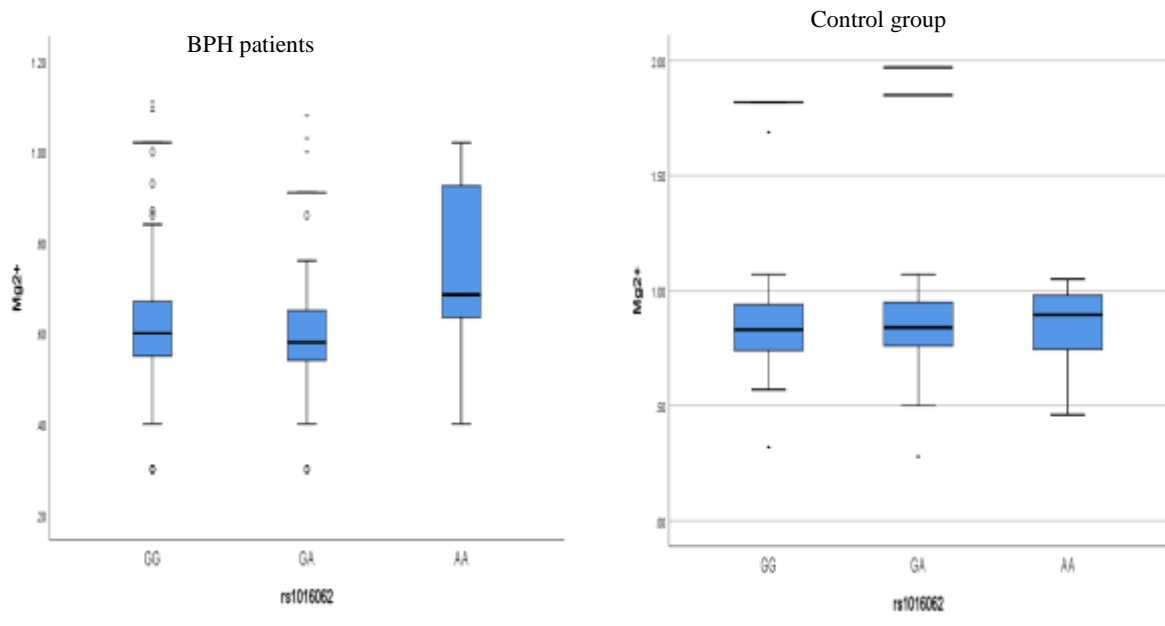 BPH patients
1.20
1.00
.80
.60
.40
.20
Mg2+
GG GA AA
rs1016062
Control group
2.00
1.50
1.00
.50
.00
Mg2+
GG GA AA
rs1016062